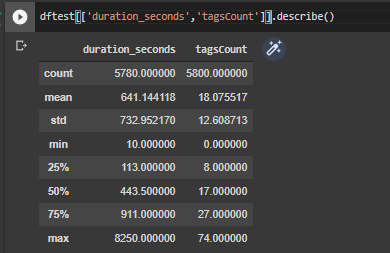 dftest[['duration_seconds','tagsCount']].describe()
duration_seconds tagsCount
count 5780.000000 5800.000000
mean 641.144118 18.075517
std 732.952170 12.608713
min 10.000000 0.000000
25% 113.000000 8.000000
50% 443.500000 17.000000
75% 911.000000 27.000000
max 8250.000000 74.000000